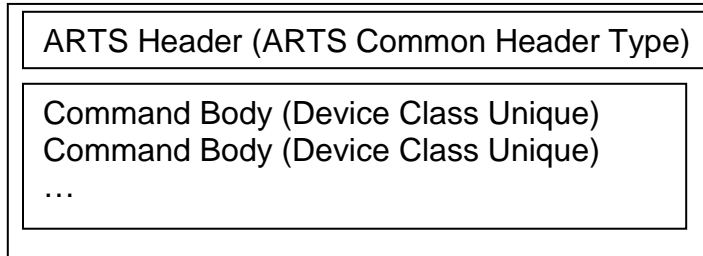 ARTS Header (ARTS Common Header Type)
Command Body (Device Class Unique)
Command Body (Device Class Unique)
…